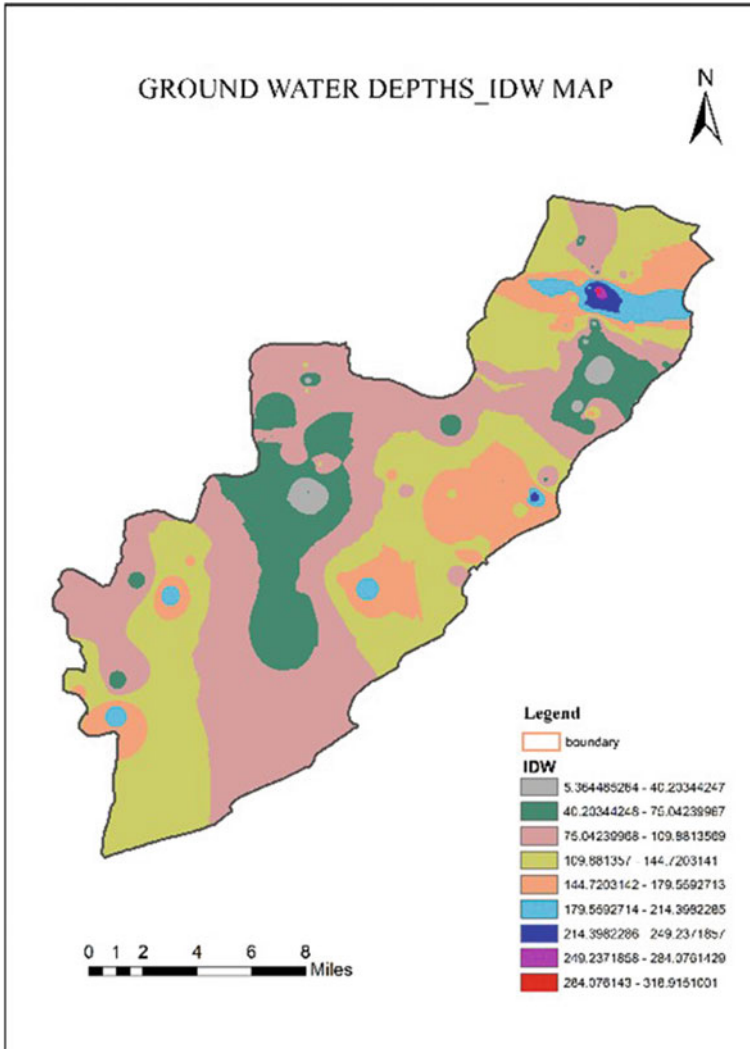 GROUND WATER DEPTHS_IDW MAP
N
Legend
boundary
IDW
5.364465264 - 40.20344247
40.20344248 - 75.04239967
75.04239968 - 109.8813569
109.881357 - 144.7203141
144.7203142 - 179.5592713
179.5592714 - 214.3982285
214.3982286 - 249.2371857
249.2371858 - 284.0761429
284.076143 - 318.9151001
0 1 2 4 6 8
Miles